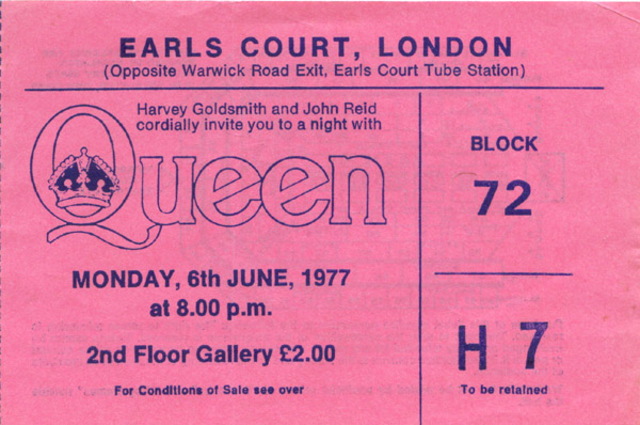 EARLS COURT, LONDON
(Opposite Warwick Road Exit, Earls Court Tube Station)
Harvey Goldsmith and John Reid
cordially invite you to a night with
Queen
MONDAY, 6th JUNE, 1977
at 8.00 p.m.
2nd Floor Gallery £2.00
For Conditions of Sale see over
BLOCK
72
H 7
To be retained